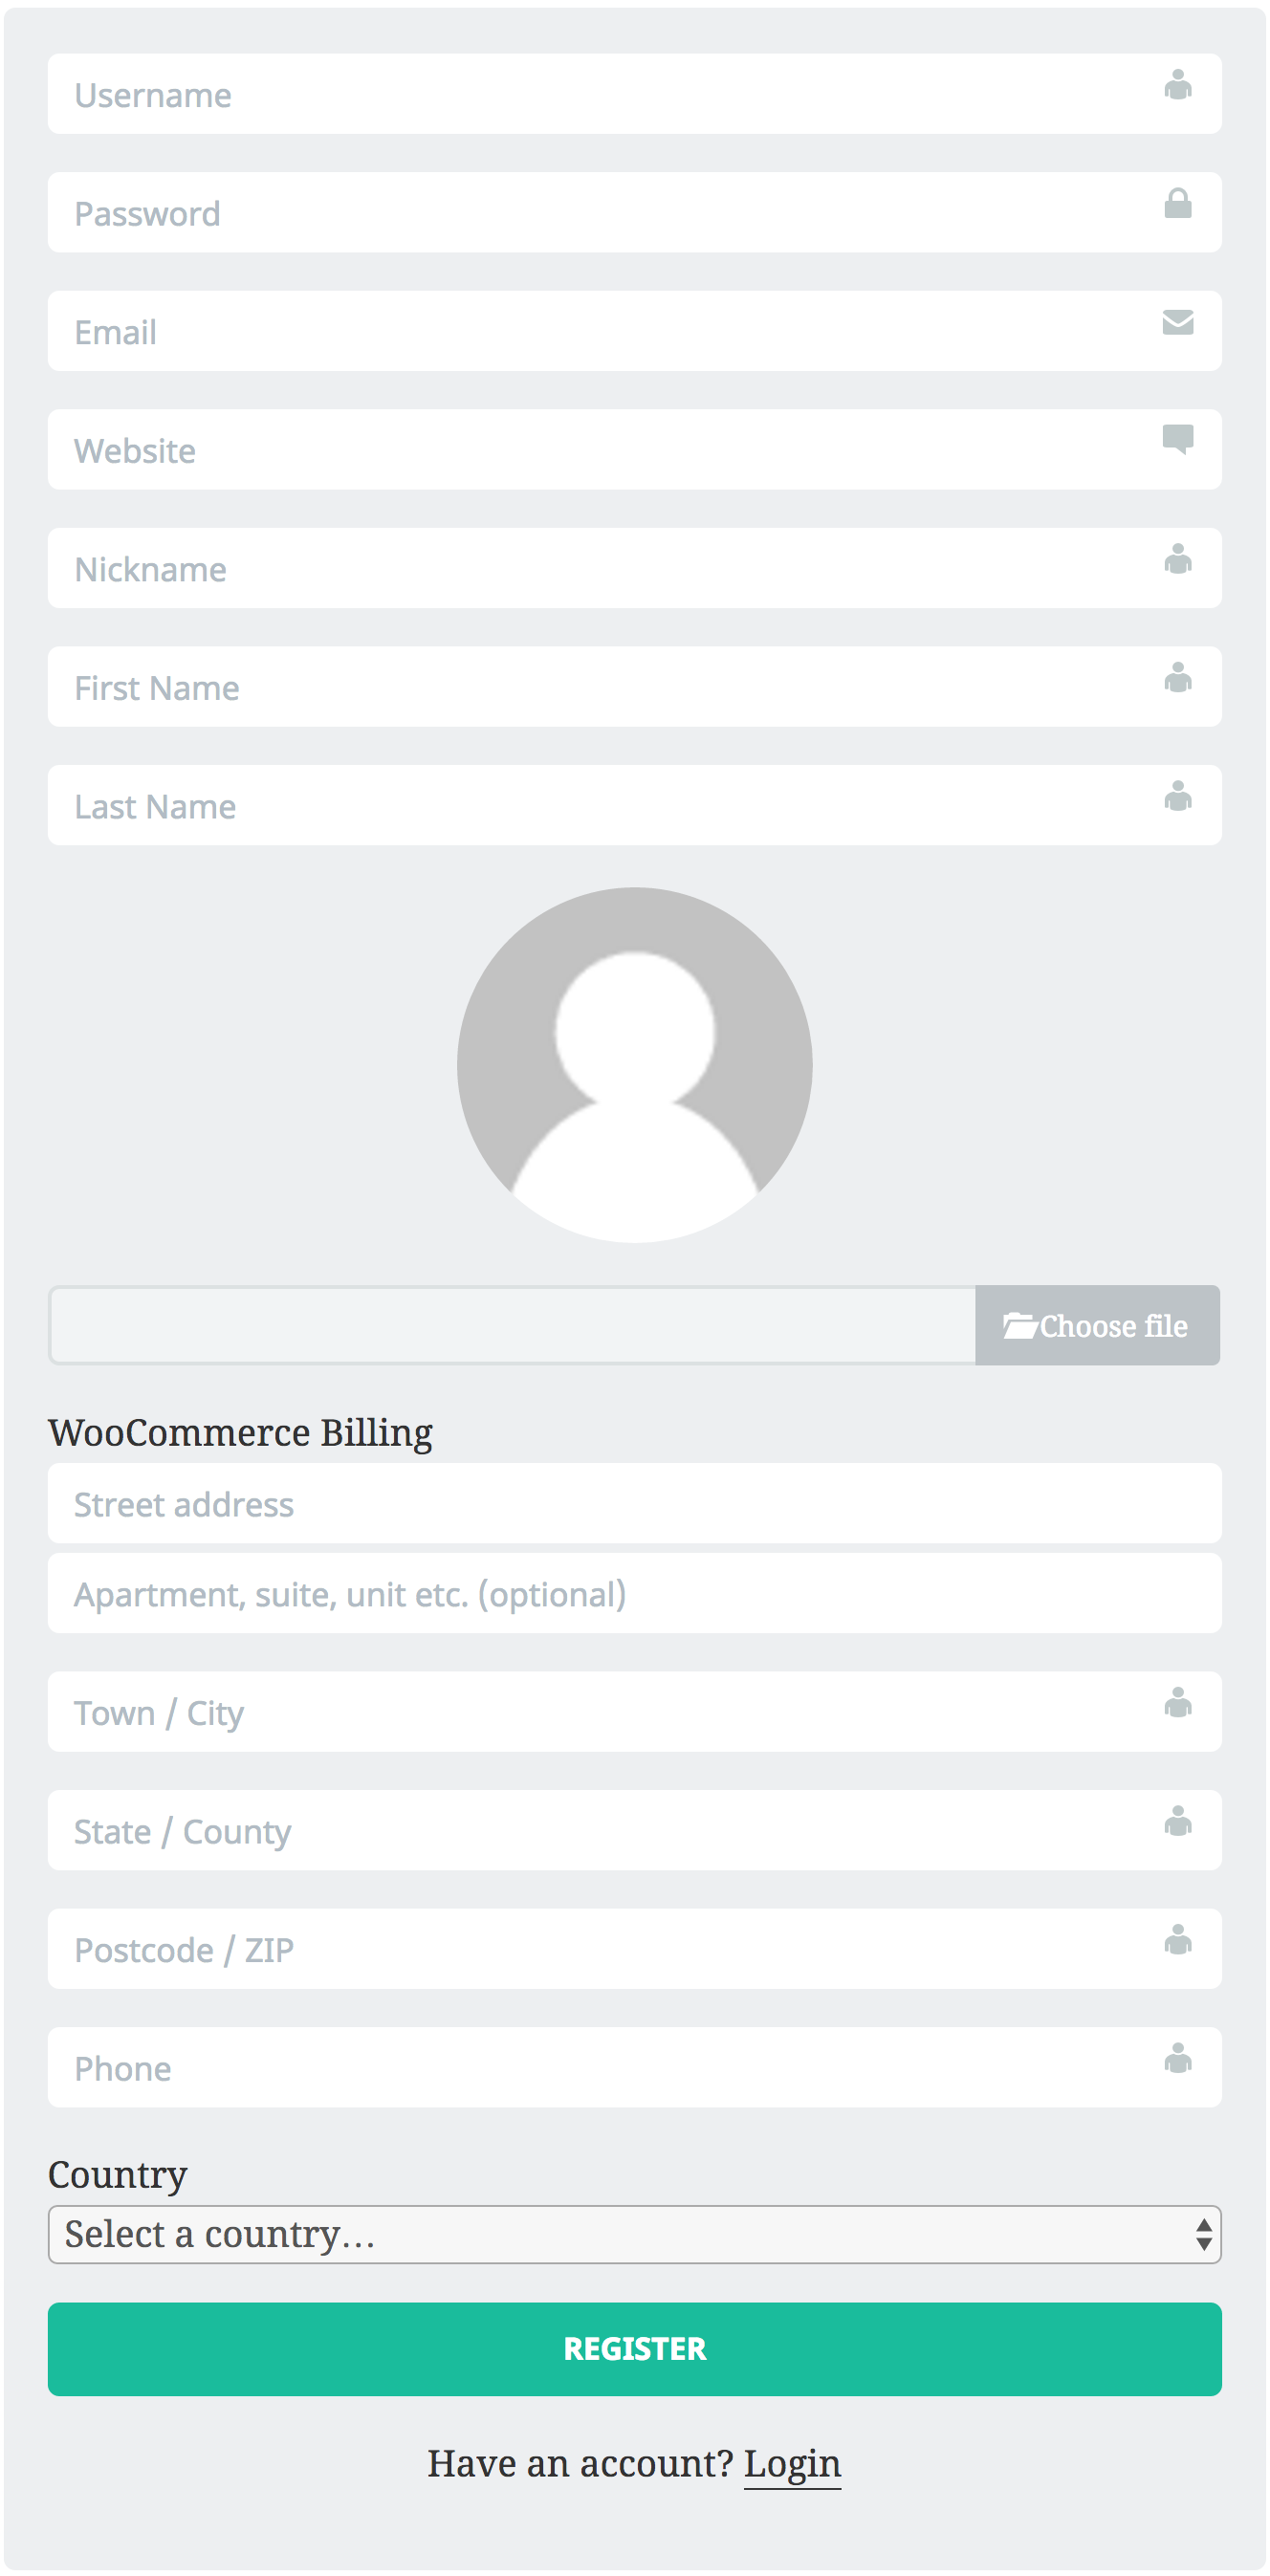 Username
Password
Email
Website
Nickname
First Name
Last Name
Choose file
WooCommerce Billing
Street address
Apartment, suite, unit etc. (optional)
Town / City
State / County
Postcode / ZIP
Phone
Country
Select a country…
REGISTER
Have an account? Login